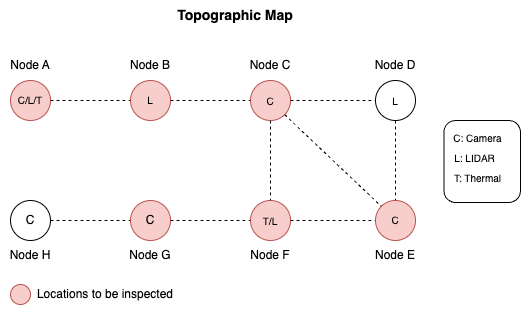 Topographic Map
Node A
Node B
Node C
Node D
C/L/T
L
C
L
C: Camera
L: LIDAR
T: Thermal
C
C
T/L
C
Node H
Node G
Node F
Node E
Locations to be inspected